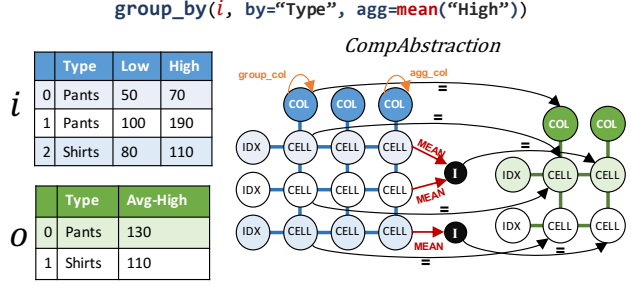 group_by(i, by=“Type”, agg=mean(“High”))
CompAbstraction
i
Type Low High
0 Pants 50 70
1 Pants 100 190
2 Shirts 80 110
o
Type Avg-High
0 Pants 130
1 Shirts 110
group_col agg_col
=
COL COL COL COL COL
=
=
IDX CELL CELL CELL MEAN
I IDX CELL CELL
IDX CELL CELL CELL MEAN
=
IDX CELL CELL CELL MEAN I IDX CELL CELL
= =